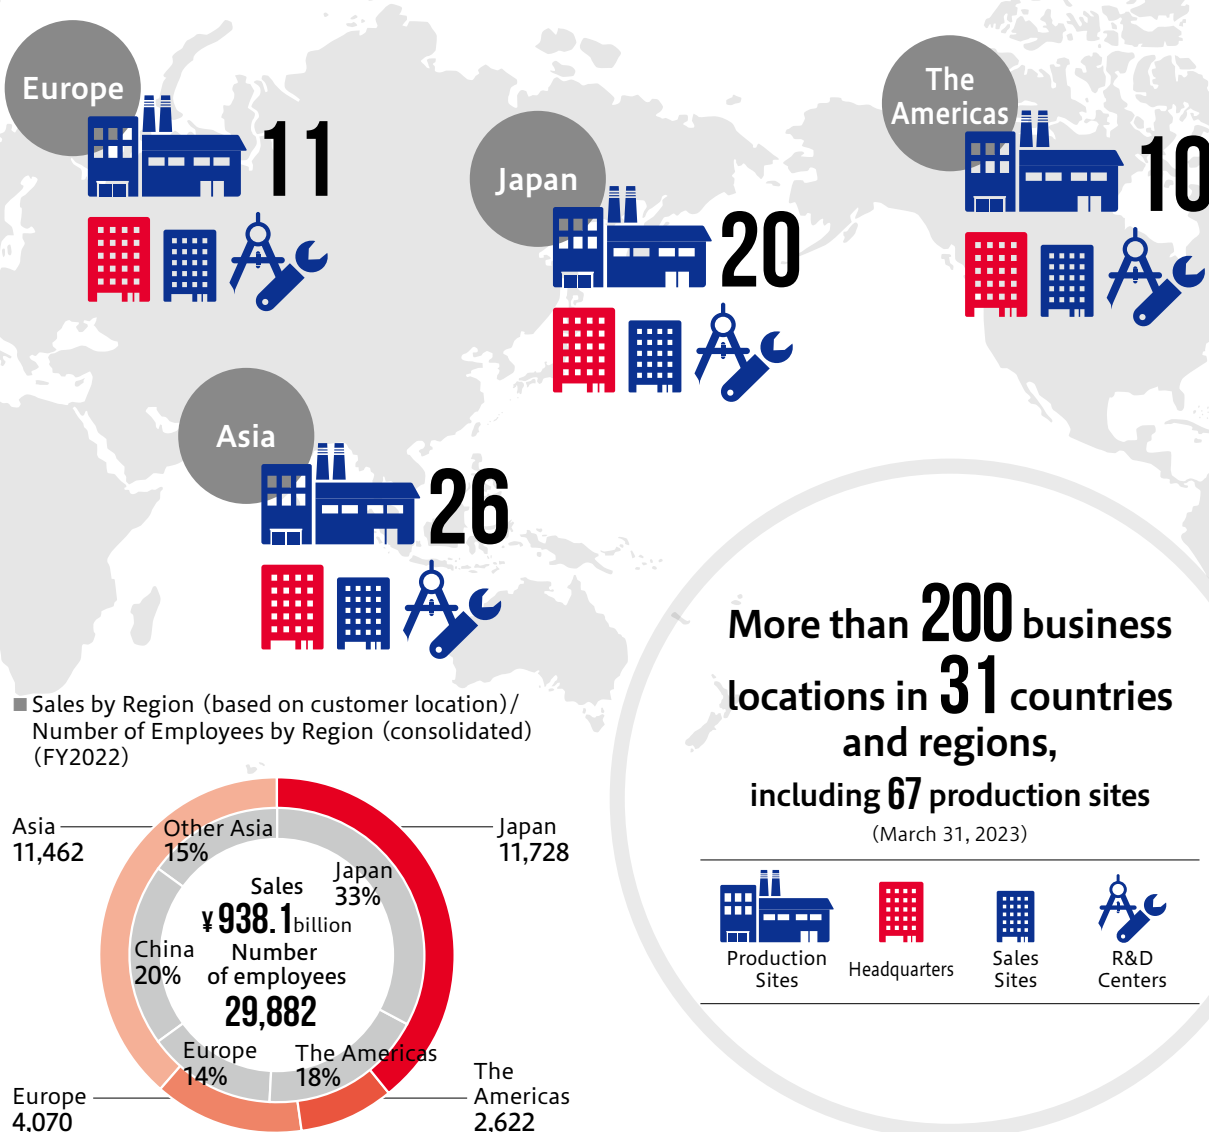 Europe
11
Japan
20
The
Americas
10
Asia
26
More than 200 business
locations in 31 countries
and regions,
including 67 production sites
(March 31, 2023)
Production
Sites
Headquarters
Sales
Sites
R&D
Centers
■ Sales by Region (based on customer location)/
Number of Employees by Region (consolidated)
(FY2022)
Asia
11,462
Other Asia
15%
Japan
33%
Japan
11,728
Sales
¥938.1billion
Number
of employees
29,882
China
20%
Europe
14%
The Americas
18%
Europe
4,070
The
Americas
2,622